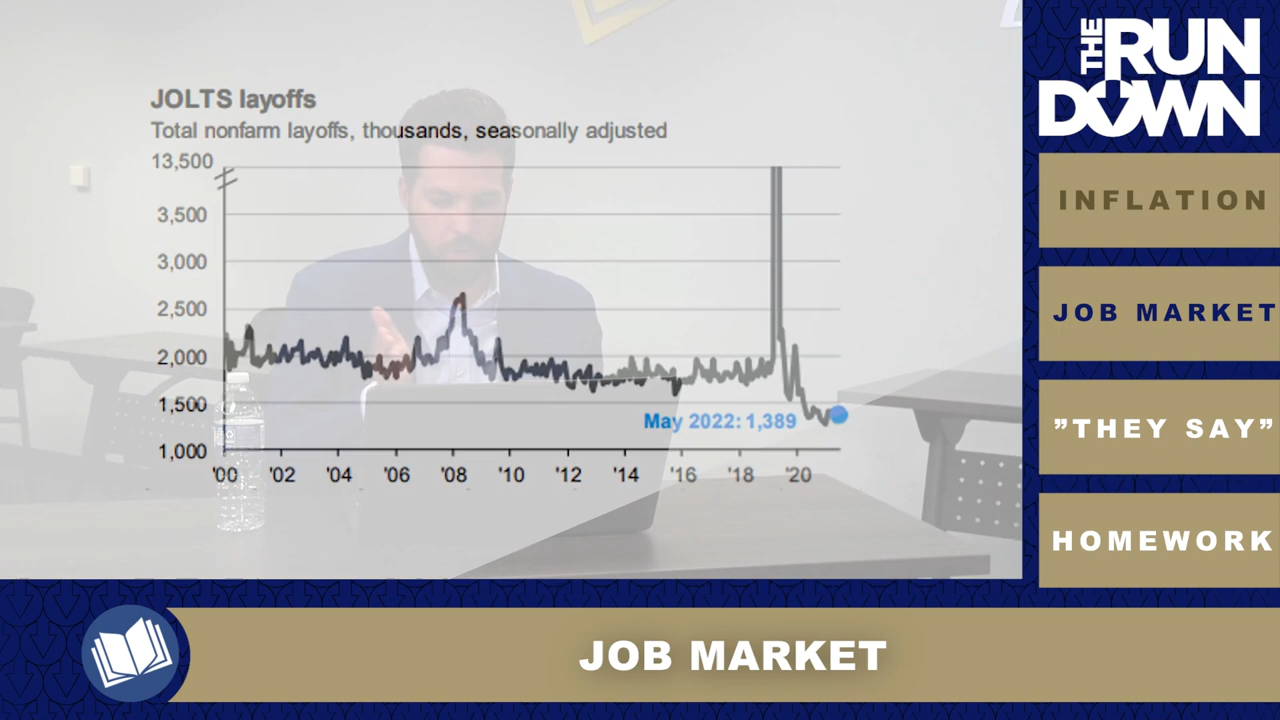 JOLTS layoffs
Total nonfarm layoffs, thousands, seasonally adjusted
13,500
3,500
3,000
2,500
2,000
1,500
1,000
May 2022: 1,389
'00 '02 '04 '06 '08 '10 '12 '14 '16 '18 '20
THE RUN
DOWN
INFLATION
JOB MARKET
”THEY SAY”
HOMEWORK
JOB MARKET